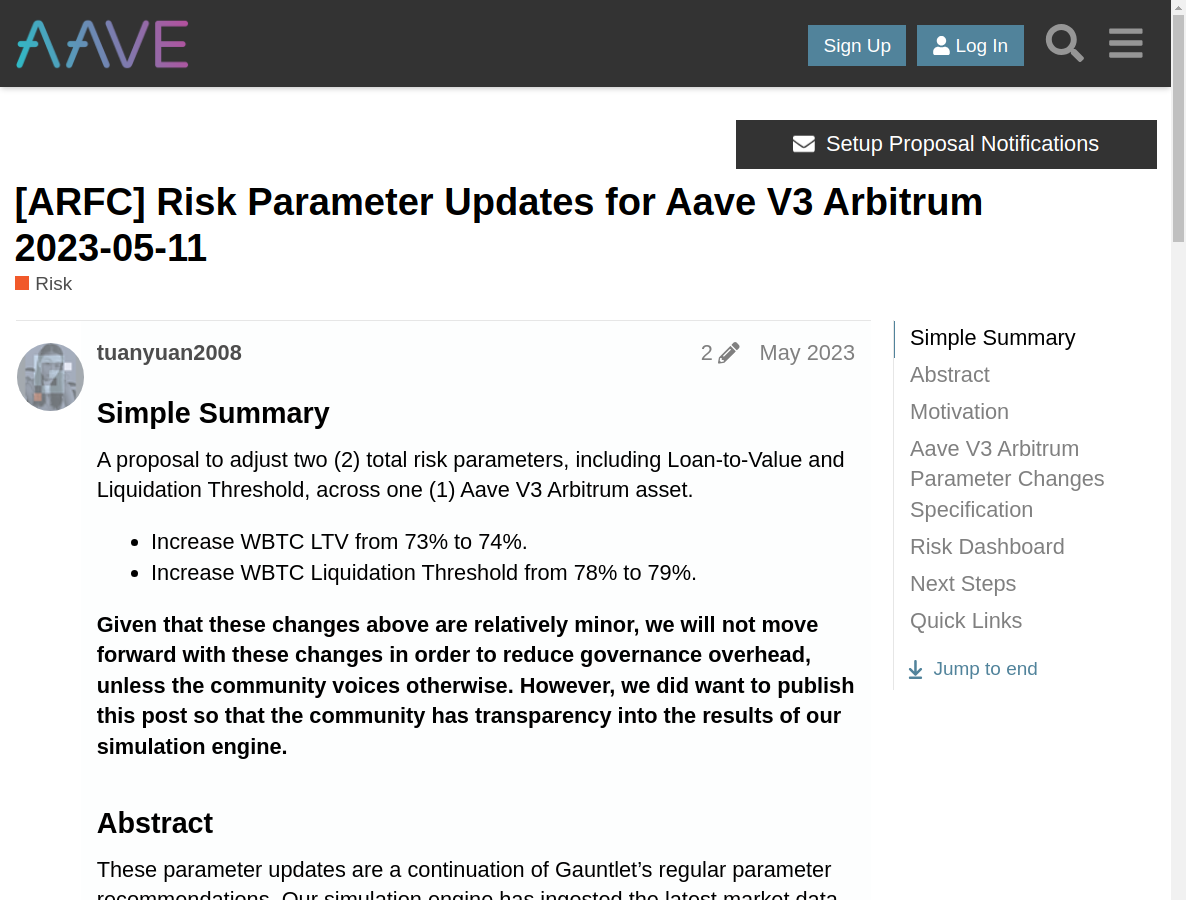 AAVE
Sign Up
Log In
Setup Proposal Notifications
[ARFC] Risk Parameter Updates for Aave V3 Arbitrum
2023-05-11
Risk
tuanyuan2008
2
May 2023
Simple Summary
A proposal to adjust two (2) total risk parameters, including Loan-to-Value and
Liquidation Threshold, across one (1) Aave V3 Arbitrum asset.
Increase WBTC LTV from 73% to 74%.
Increase WBTC Liquidation Threshold from 78% to 79%.
Given that these changes above are relatively minor, we will not move
forward with these changes in order to reduce governance overhead,
unless the community voices otherwise. However, we did want to publish
this post so that the community has transparency into the results of our
simulation engine.
Abstract
These parameter updates are a continuation of Gauntlet’s regular parameter
recommendations. Our simulation engine has ingested the latest market data
Simple Summary
Abstract
Motivation
Aave V3 Arbitrum
Parameter Changes
Specification
Risk Dashboard
Next Steps
Quick Links
Jump to end